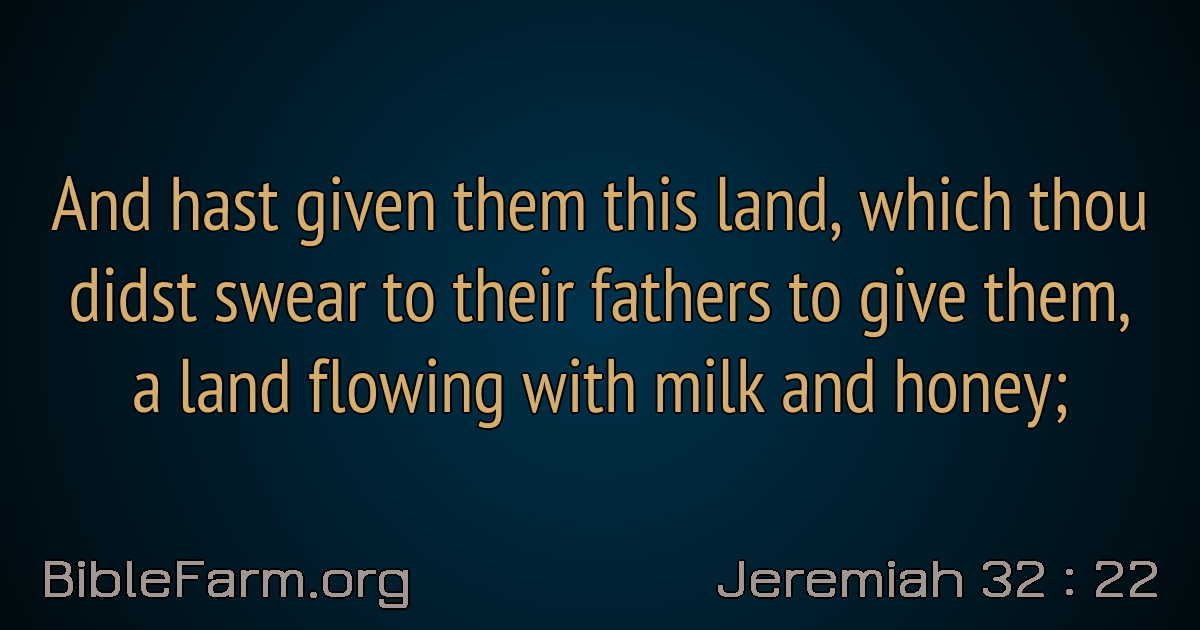 And hast given them this land, which thou
didst swear to their fathers to give them,
a land flowing with milk and honey;
BibleFarm.org
Jeremiah 32 : 22